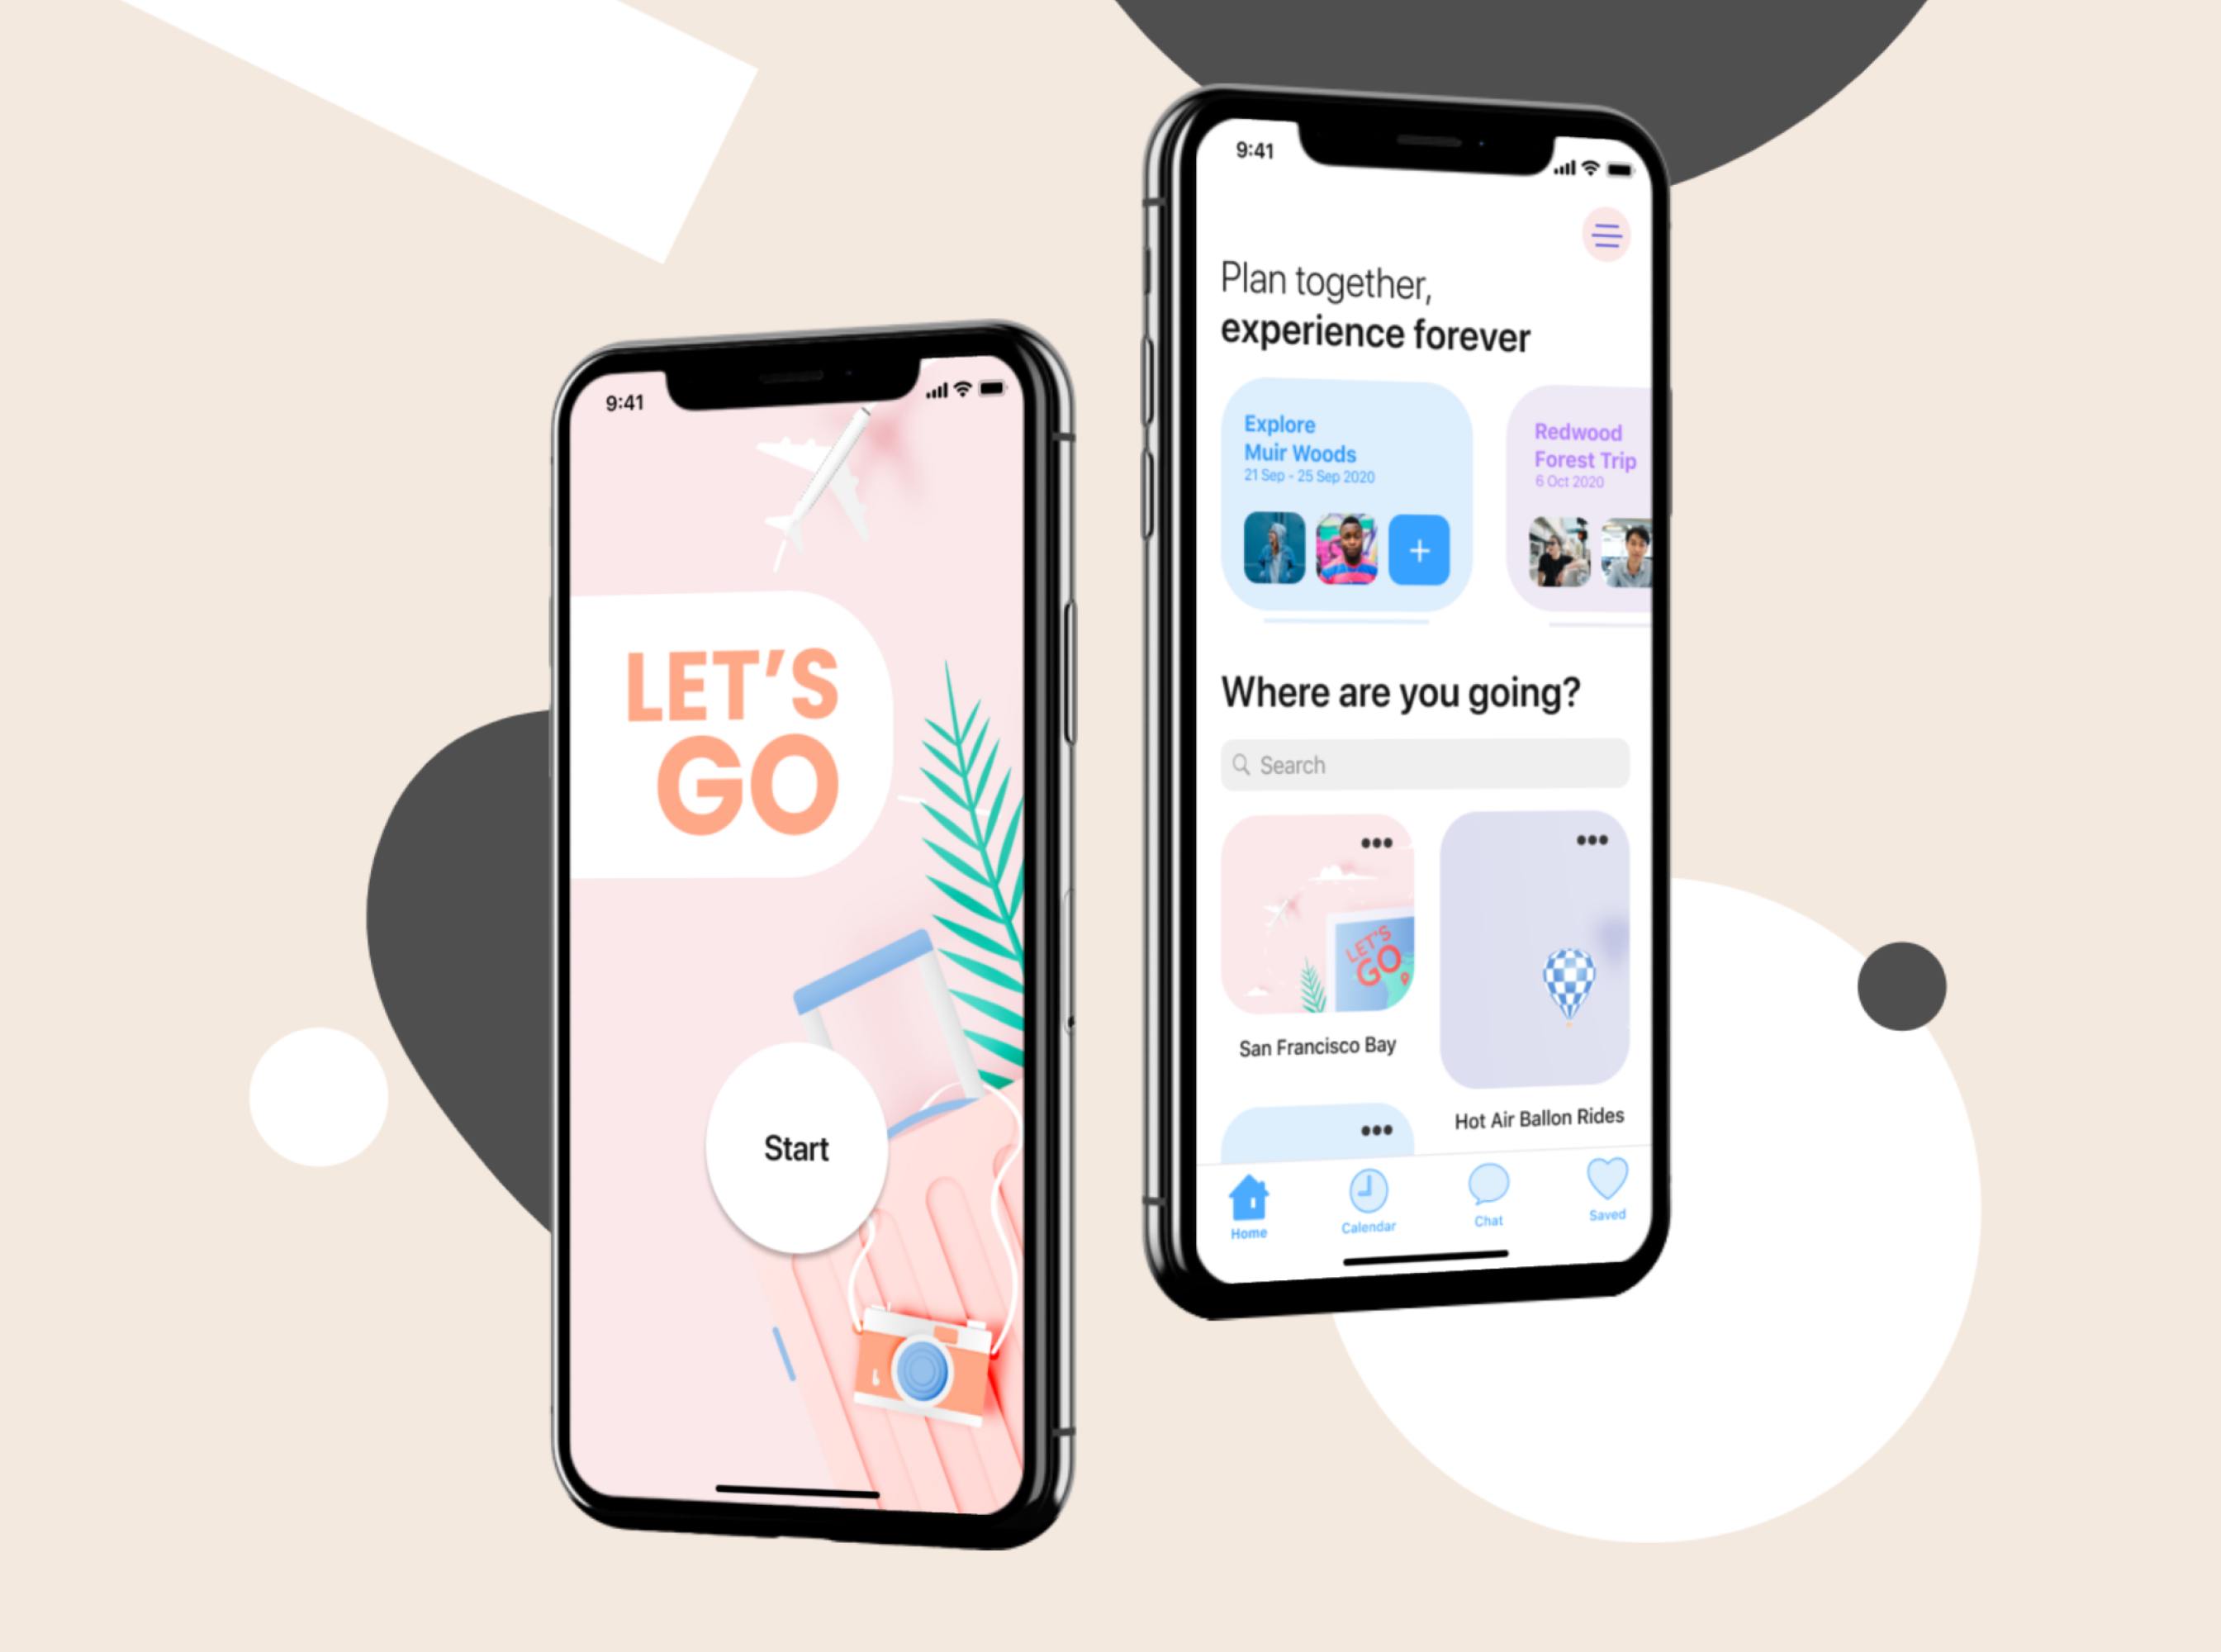 9:41
LET'S
GO
Start
9:41
Plan together,
experience forever
Explore
Muir Woods
21 Sep - 25 Sep 2020
Redwood
Forest Trip
6 Oct 2020
Where are you going?
Search
LET'S
GO
San Francisco Bay
Hot Air Ballon Rides
Home
Calendar
Chat
Saved